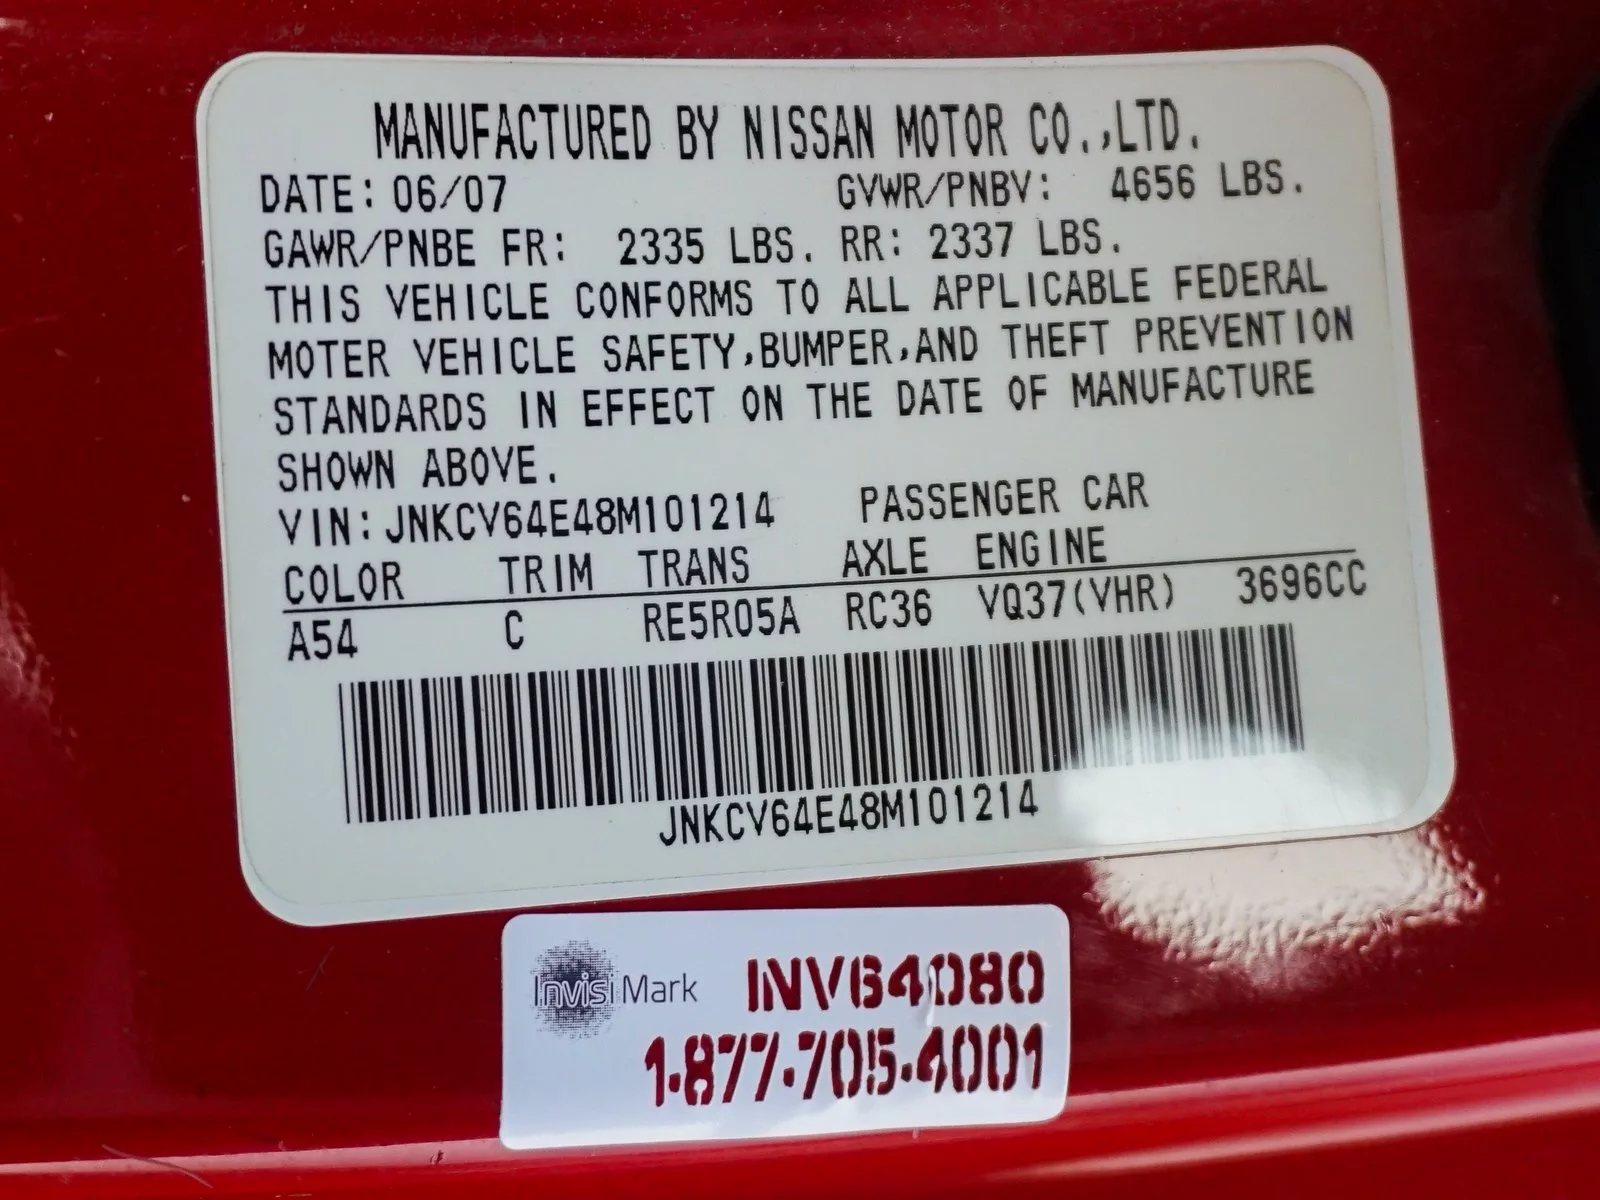 MANUFACTURED BY NISSAN MOTOR CO.,LTD.
DATE: 06/07 GVWR/PNBV: 4656 LBS.
GAWR/PNBE FR: 2335 LBS. RR: 2337 LBS.
THIS VEHICLE CONFORMS TO ALL APPLICABLE FEDERAL
MOTER VEHICLE SAFETY,BUMPER,AND THEFT PREVENTION
STANDARDS IN EFFECT ON THE DATE OF MANUFACTURE
SHOWN ABOVE.
VIN: JNKCV64E48M101214 PASSENGER CAR
COLOR TRIM TRANS AXLE ENGINE
A54 C RE5R05A RC36 VQ37(VHR) 3696CC
JNKCV64E48M101214
InvisiMark INV64080
1-877-705-4001